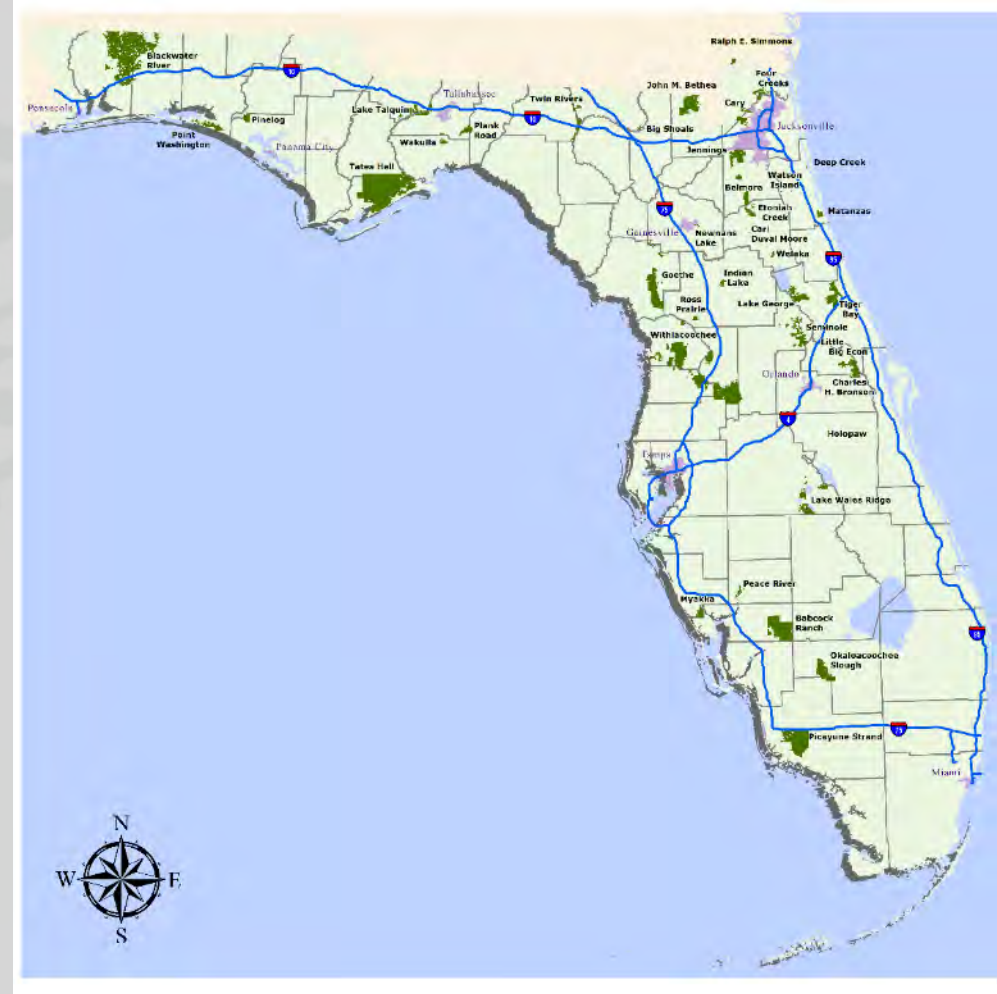 Ralph E. Simmons
Blackwater
River
Four
Creeks
John M. Bethea
10
Cary
Pensacola
Lake Talquin
Tallahassee
Twin Rivers
Pinelog
10
Point
Washington
Plank
Road
Big Shoals
Jacksonville
Wakulla
Panama City
Jennings
Tates Hell
Deep Creek
Watson
Island
Belmore
75
Etoniah
Creek
Matanzas
Gainesville
Newnans
Lake
Carl
Duval Moore
Welaka
95
Goethe
Indian
Lake
Ross
Prairie
Lake George
Tiger
Bay
Seminole
Withlacoochee
Little
Big Econ
Orlando
Charles
H. Bronson
4
Holopaw
Tampa
Lake Wales Ridge
Peace River
Myakka
Babcock
Ranch
Okaloacoochee
Slough
75
Picayune Strand
Miami
N
W
E
S